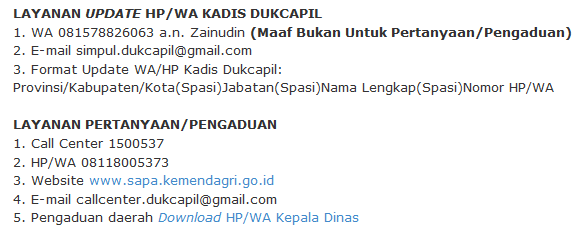 LAYANAN UPDATE HP/WA KADIS DUKCAPIL
1. WA 081578826063 a.n. Zainudin (Maaf Bukan Untuk Pertanyaan/Pengaduan)
2. E-mail simpul.dukcapil@gmail.com
3. Format Update WA/HP Kadis Dukcapil:
Provinsi/Kabupaten/Kota(Spasi)Jabatan(Spasi)Nama Lengkap(Spasi)Nomor HP/WA
LAYANAN PERTANYAAN/PENGADUAN
1. Call Center 1500537
2. HP/WA 08118005373
3. Website www.sapa.kemendagri.go.id
4. E-mail callcenter.dukcapil@gmail.com
5. Pengaduan daerah Download HP/WA Kepala Dinas